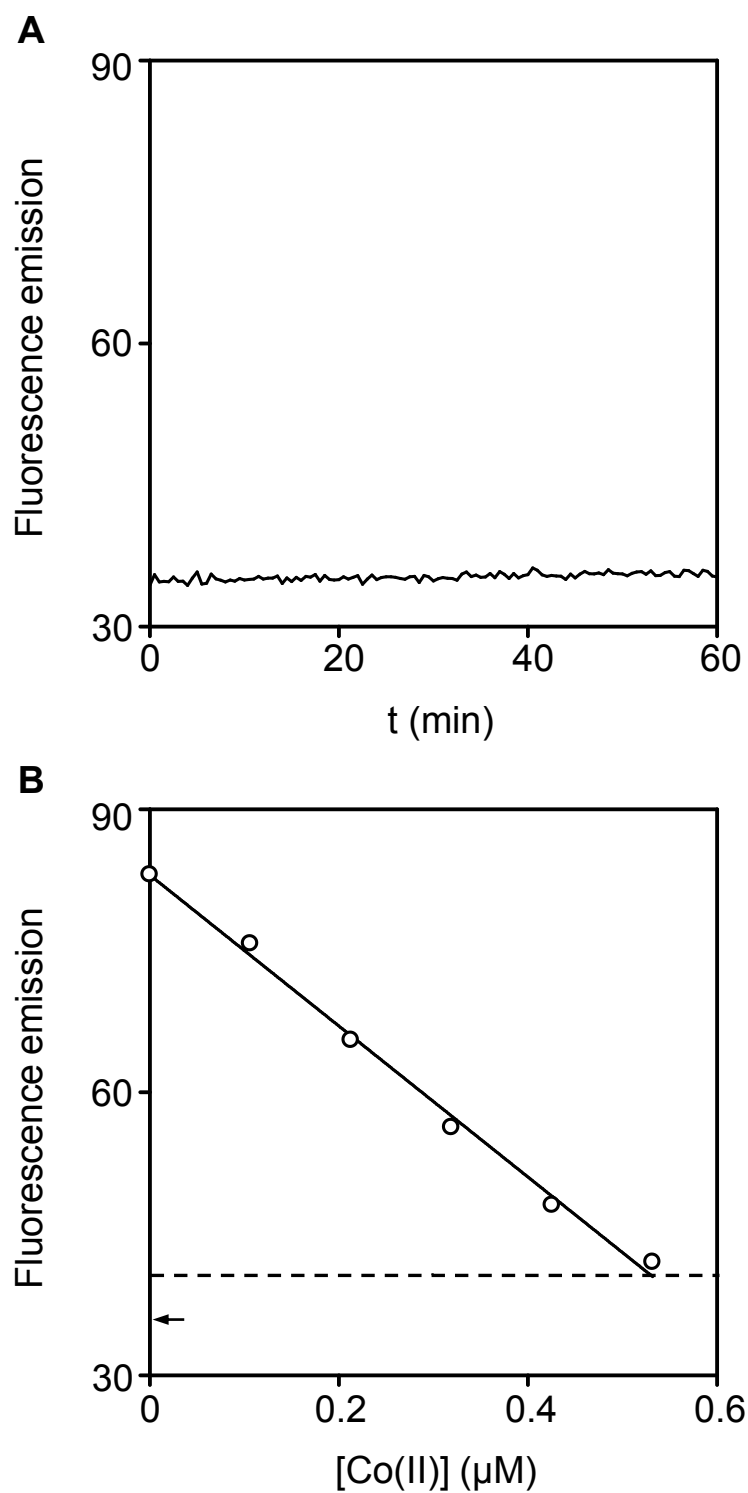 A
90
60
30
Fluorescence emission
0 20 40 60
t (min)
B
90
60
30
Fluorescence emission
0 0.2 0.4 0.6
[Co(II)] (μM)